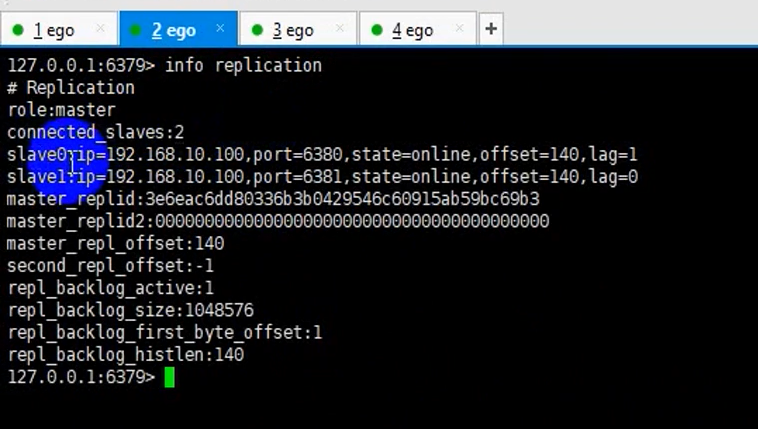 1 ego × 2 ego × 3 ego × 4 ego × +
127.0.0.1:6379> info replication
# Replication
role:master
connected_slaves:2
slave0:ip=192.168.10.100,port=6380,state=online,offset=140,lag=1
slave1:ip=192.168.10.100,port=6381,state=online,offset=140,lag=0
master_replid:3e6eac6dd80336b3b0429546c60915ab59bc69b3
master_replid2:0000000000000000000000000000000000000000
master_repl_offset:140
second_repl_offset:-1
repl_backlog_active:1
repl_backlog_size:1048576
repl_backlog_first_byte_offset:1
repl_backlog_histlen:140
127.0.0.1:6379>